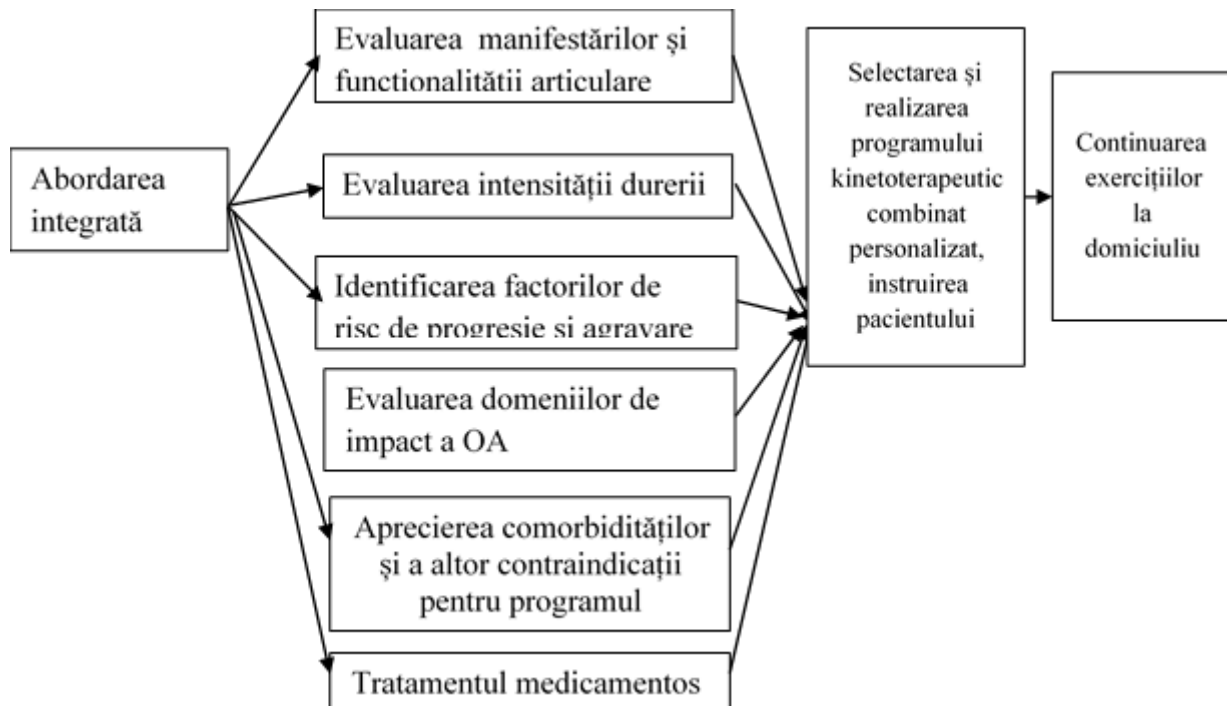 Abordarea
integrată
Evaluarea manifestărilor și
functionalitătii articulare
Evaluarea intensității durerii
Identificarea factorilor de
risc de progresie si agravare
Evaluarea domeniilor de
impact a OA
Aprecierea comorbidităților
și a altor contraindicații
pentru programul
Tratamentul medicamentos
Selectarea și
realizarea
programului
kinetoterapeutic
combinat
personalizat,
instruirea
pacientului
Continuarea
exercițiilor
la
domiciuliu